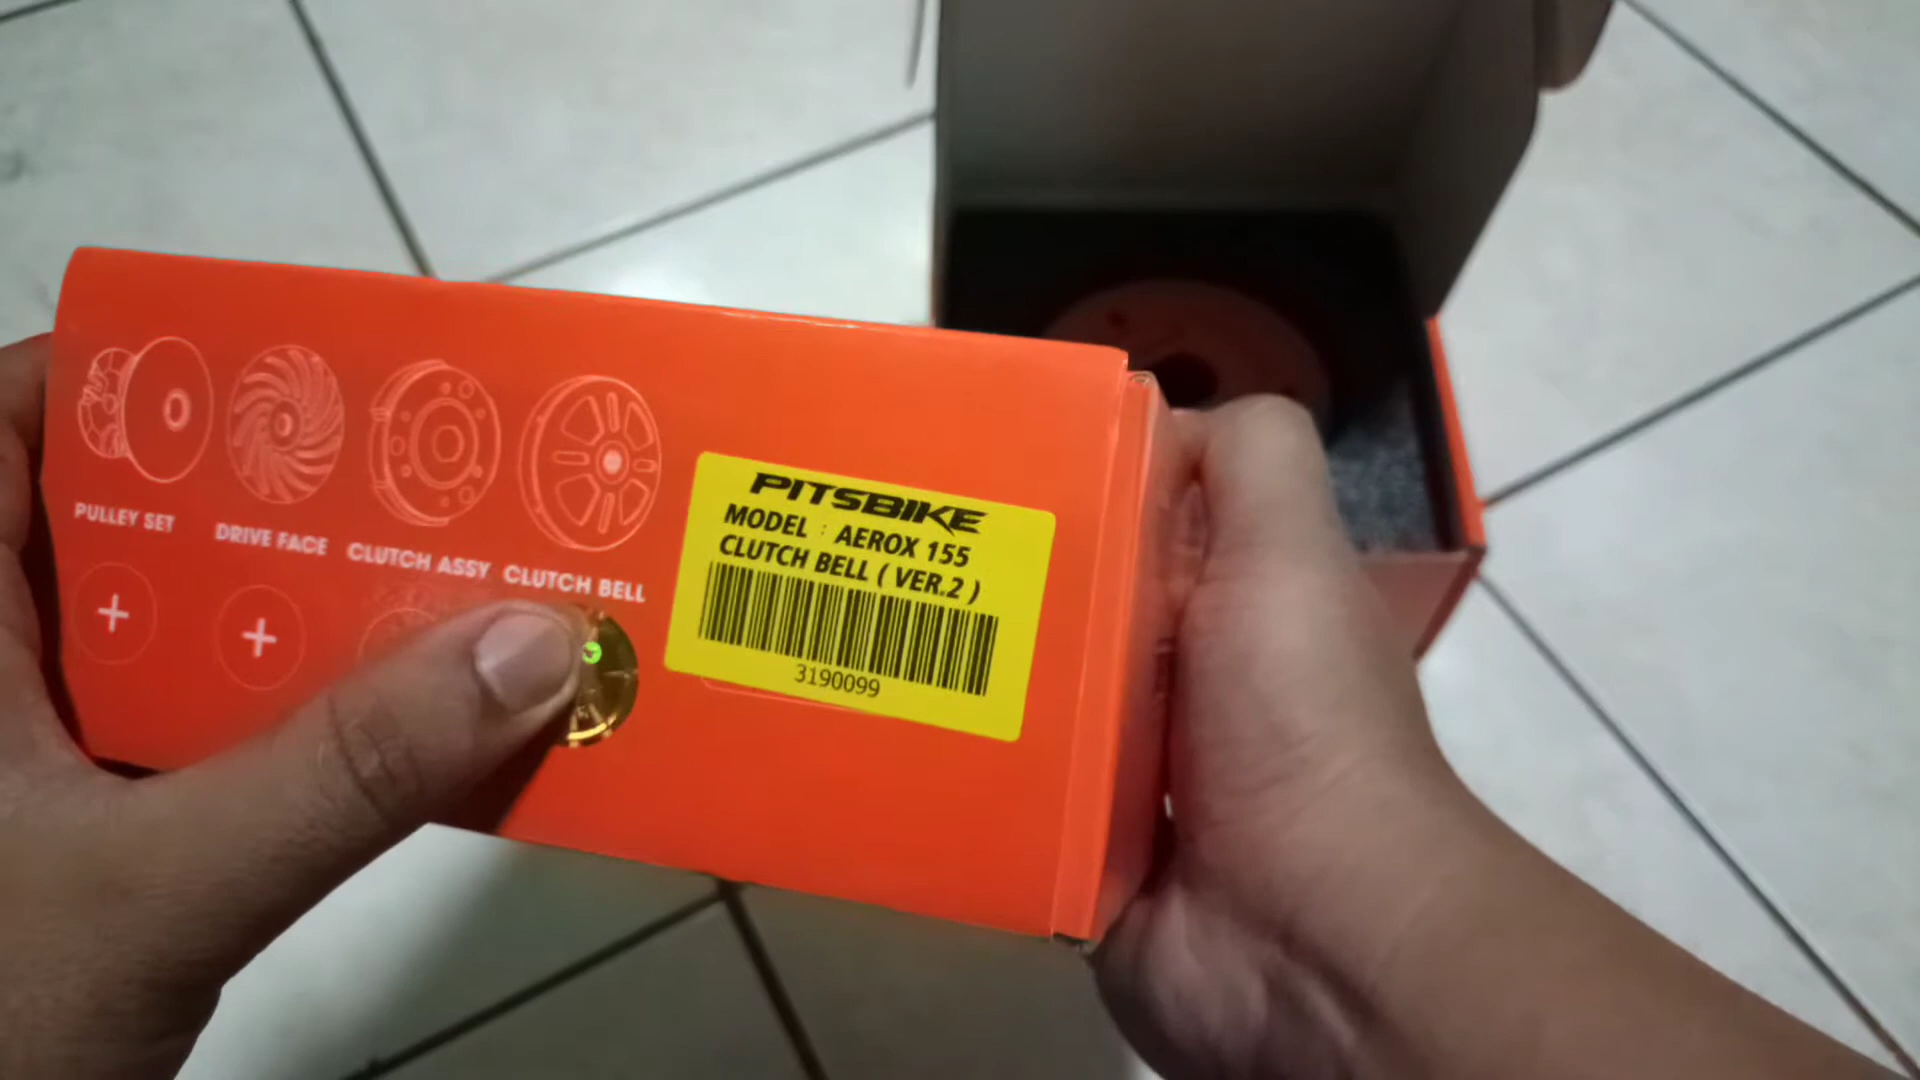 PULLEY SET
DRIVE FACE
CLUTCH ASSY
CLUTCH BELL
PITSBIKE
MODEL : AEROX 155
CLUTCH BELL ( VER.2 )
3190099